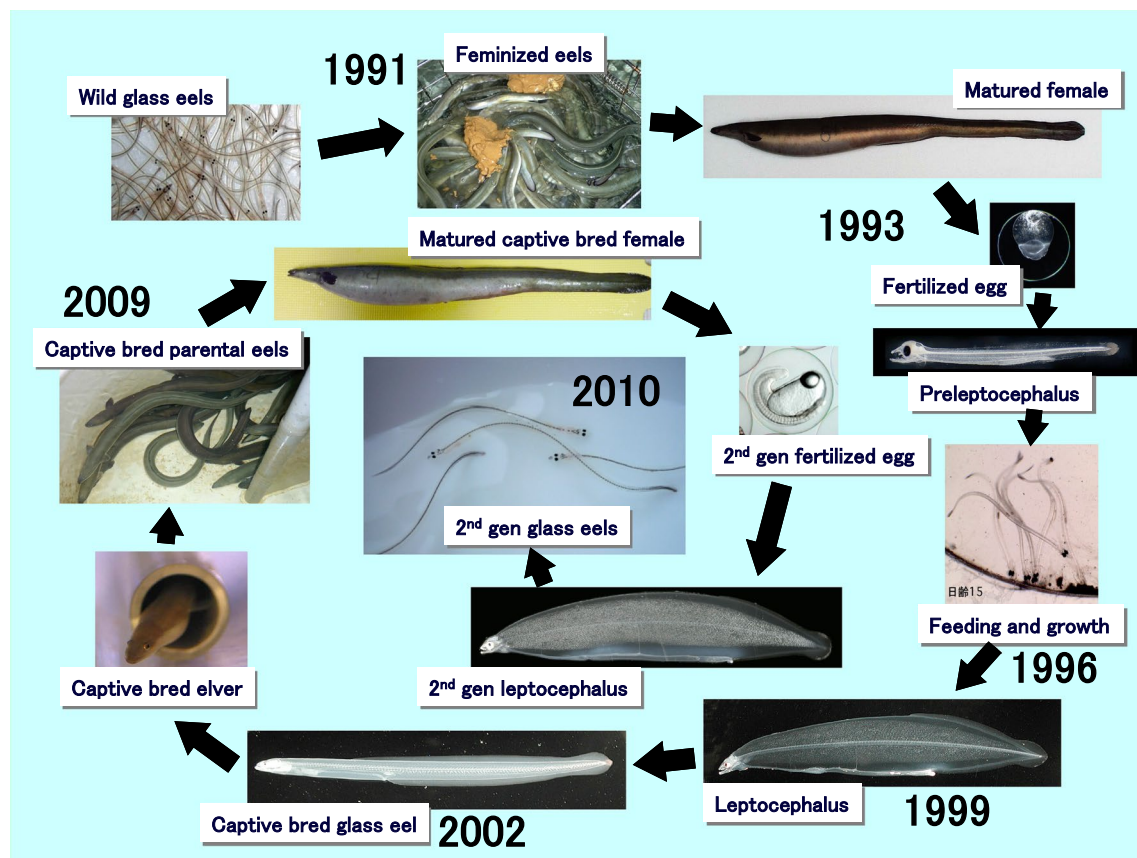 Wild glass eels
1991
Feminized eels
Matured female
1993
Fertilized egg
Preleptocephalus
日齢15
Feeding and growth
1996
Leptocephalus
1999
Captive bred glass eel
2002
Captive bred elver
Captive bred parental eels
2009
Matured captive bred female
2nd gen fertilized egg
2nd gen leptocephalus
2nd gen glass eels
2010